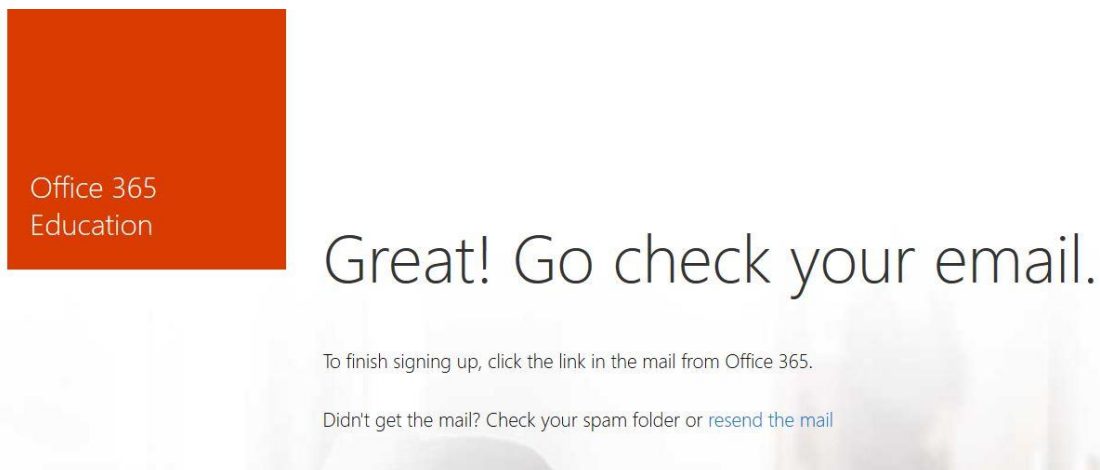 Office 365
Education
Great! Go check your email.
To finish signing up, click the link in the mail from Office 365.
Didn't get the mail? Check your spam folder or resend the mail